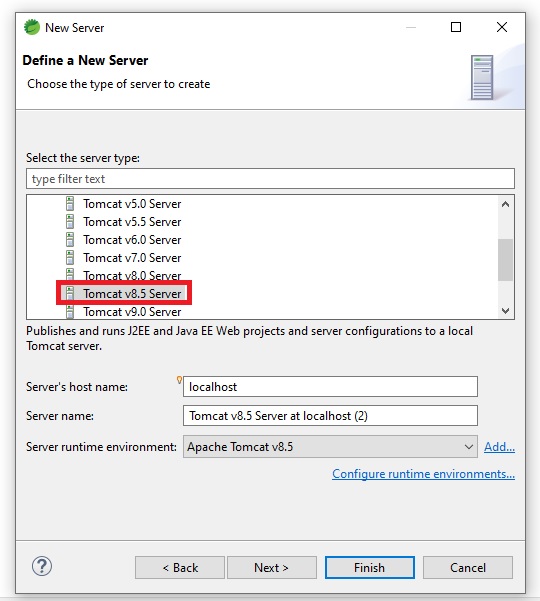 New Server
Define a New Server
Choose the type of server to create
Select the server type:
type filter text
Tomcat v5.0 Server
Tomcat v5.5 Server
Tomcat v6.0 Server
Tomcat v7.0 Server
Tomcat v8.0 Server
Tomcat v8.5 Server
Tomcat v9.0 Server
Publishes and runs J2EE and Java EE Web projects and server configurations to a local
Tomcat server.
Server's host name: localhost
Server name: Tomcat v8.5 Server at localhost (2)
Server runtime environment: Apache Tomcat v8.5 Add...
Configure runtime environments...
? < Back Next > Finish Cancel